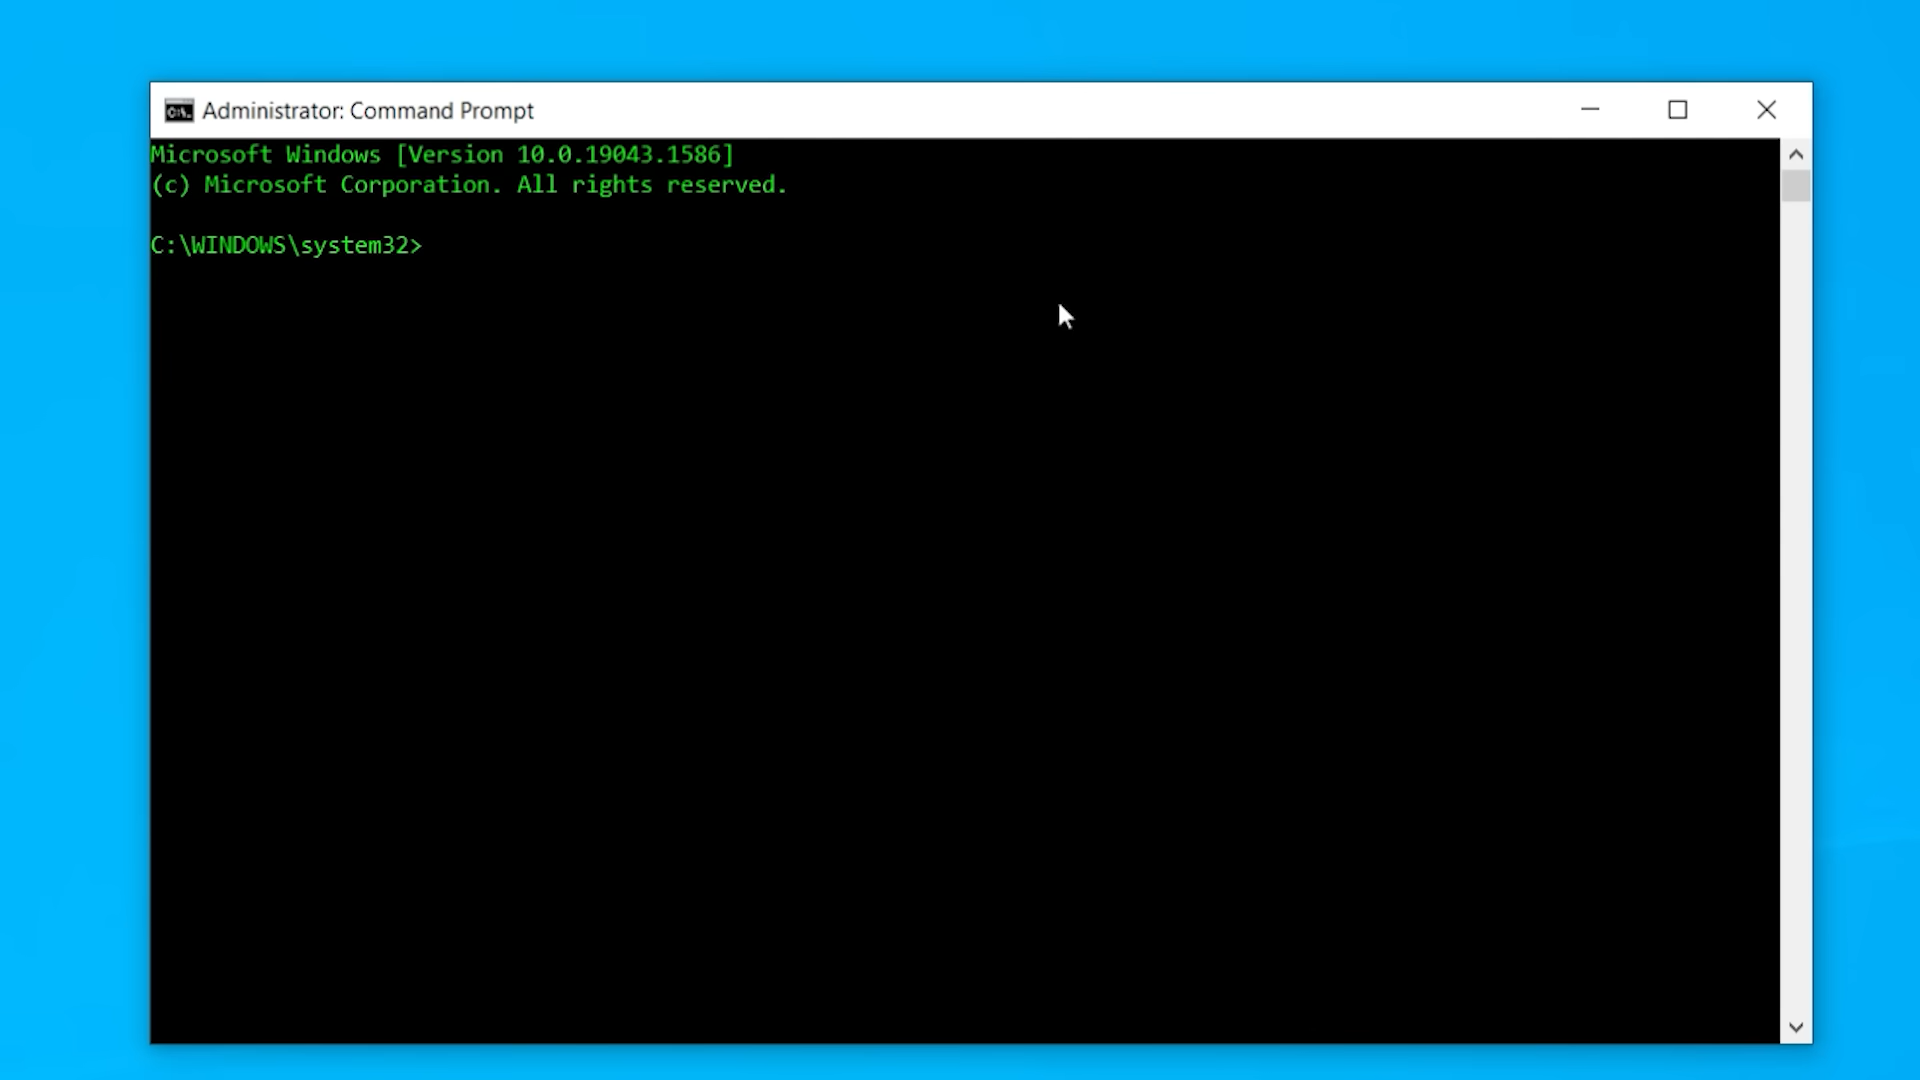 Administrator: Command Prompt
Microsoft Windows [Version 10.0.19043.1586]
(c) Microsoft Corporation. All rights reserved.
C:\WINDOWS\system32>